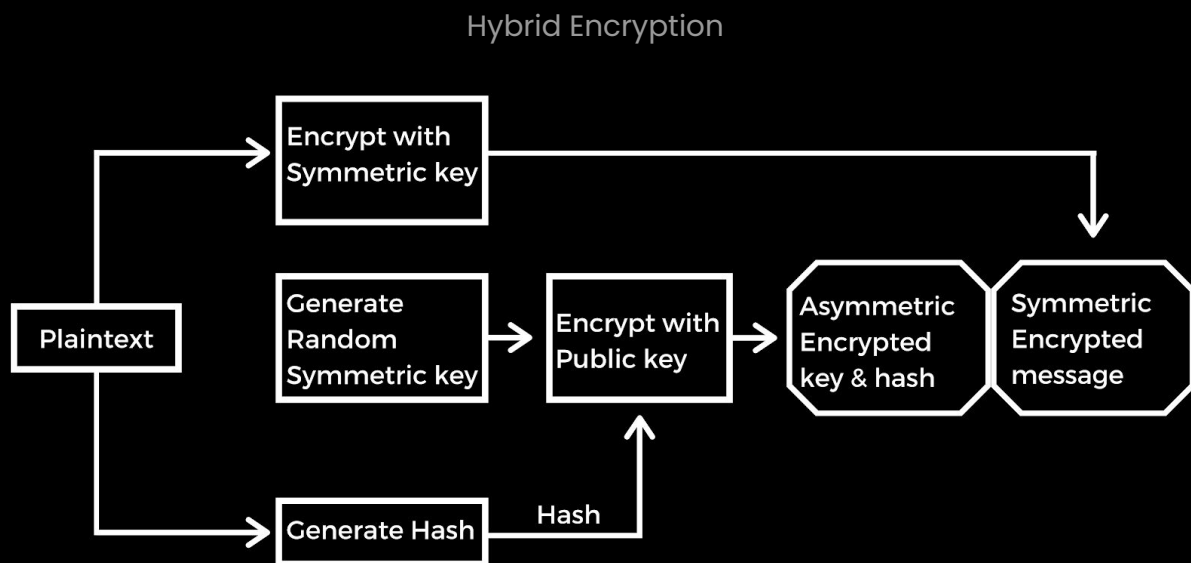 Hybrid Encryption
Encrypt with
Symmetric key
Plaintext
Generate
Random
Symmetric key
Encrypt with
Public key
Asymmetric
Encrypted
key & hash
Symmetric
Encrypted
message
Generate Hash
Hash